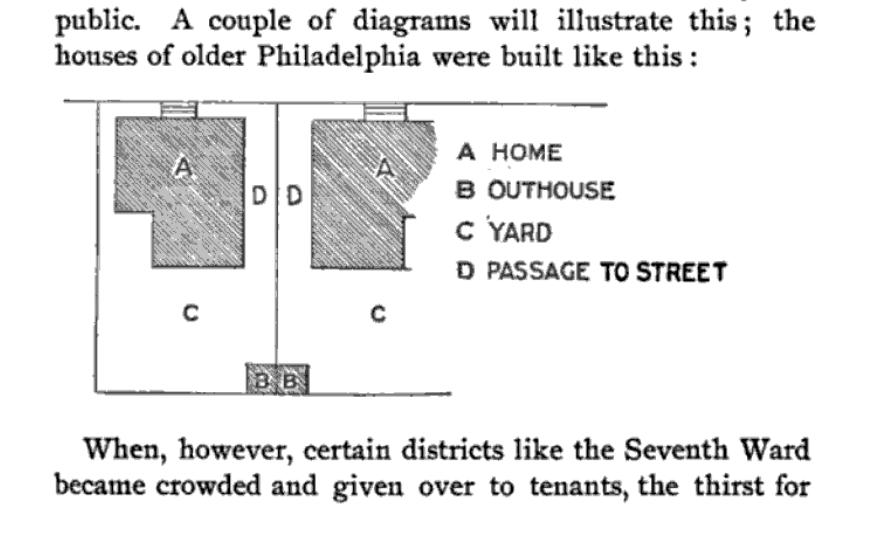 public. A couple of diagrams will illustrate this; the
houses of older Philadelphia were built like this:
A
A
D D
A HOME
B OUTHOUSE
C YARD
D PASSAGE TO STREET
C
C
B B
When, however, certain districts like the Seventh Ward
became crowded and given over to tenants, the thirst for